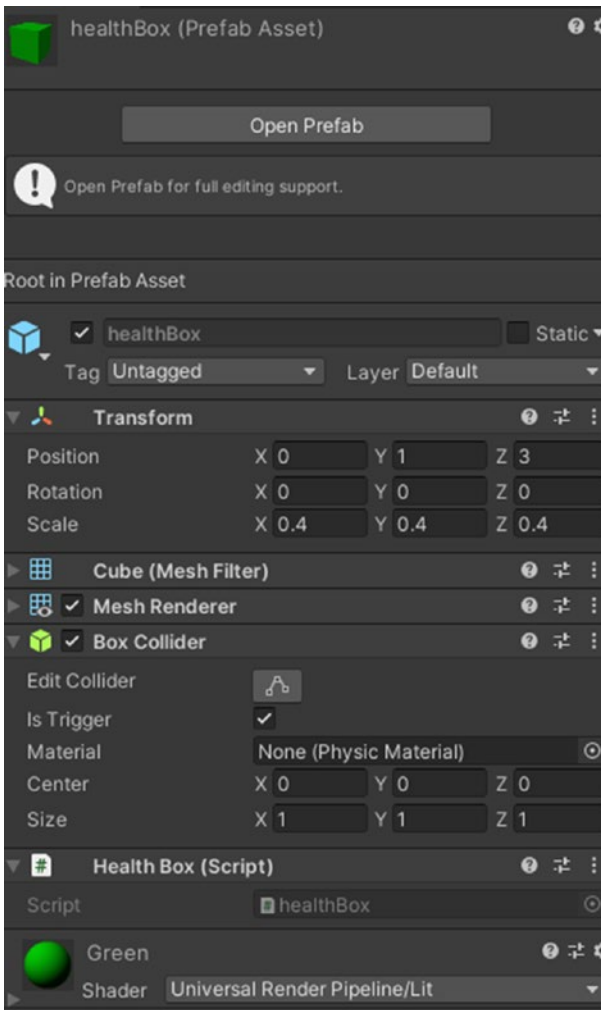 healthBox (Prefab Asset)
Open Prefab
Open Prefab for full editing support.
Root in Prefab Asset
healthBox Static
Tag Untagged Layer Default
Transform
Position X 0 Y 1 Z 3
Rotation X 0 Y 0 Z 0
Scale X 0.4 Y 0.4 Z 0.4
Cube (Mesh Filter)
Mesh Renderer
Box Collider
Edit Collider
Is Trigger
Material None (Physic Material)
Center X 0 Y 0 Z 0
Size X 1 Y 1 Z 1
# Health Box (Script)
Script healthBox
Green
Shader Universal Render Pipeline/Lit